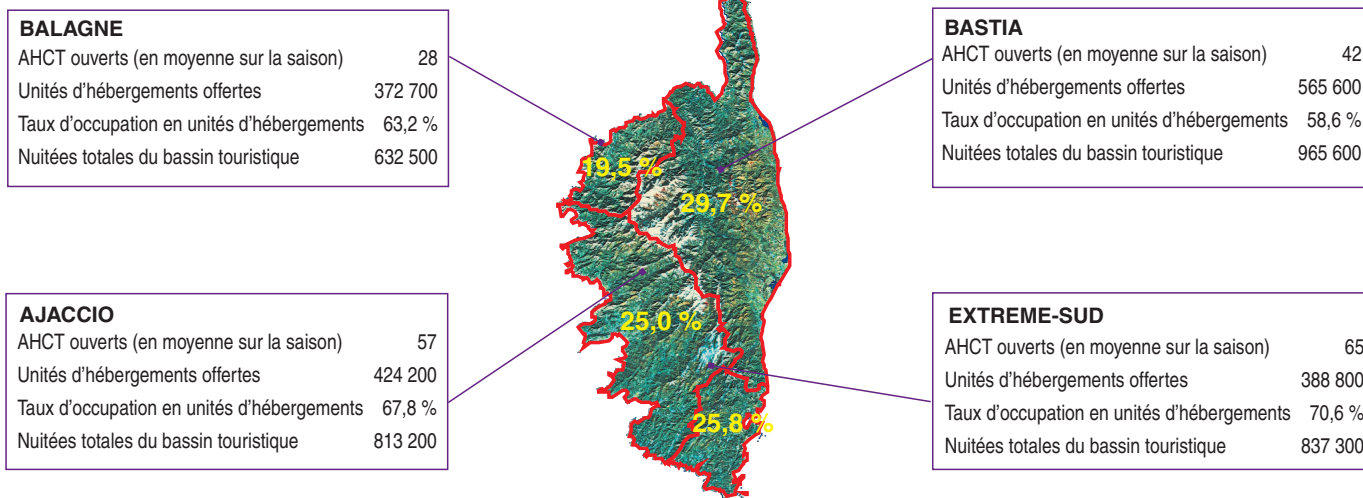 BALAGNE
AHCT ouverts (en moyenne sur la saison) 28
Unités d’hébergements offertes 372 700
Taux d’occupation en unités d’hébergements 63,2 %
Nuitées totales du bassin touristique 632 500
BASTIA
AHCT ouverts (en moyenne sur la saison) 42
Unités d’hébergements offertes 565 600
Taux d’occupation en unités d’hébergements 58,6 %
Nuitées totales du bassin touristique 965 600
19,5 %
29,7 %
25,0 %
25,8 %
AJACCIO
AHCT ouverts (en moyenne sur la saison) 57
Unités d’hébergements offertes 424 200
Taux d’occupation en unités d’hébergements 67,8 %
Nuitées totales du bassin touristique 813 200
EXTREME-SUD
AHCT ouverts (en moyenne sur la saison) 65
Unités d’hébergements offertes 388 800
Taux d’occupation en unités d’hébergements 70,6 %
Nuitées totales du bassin touristique 837 300